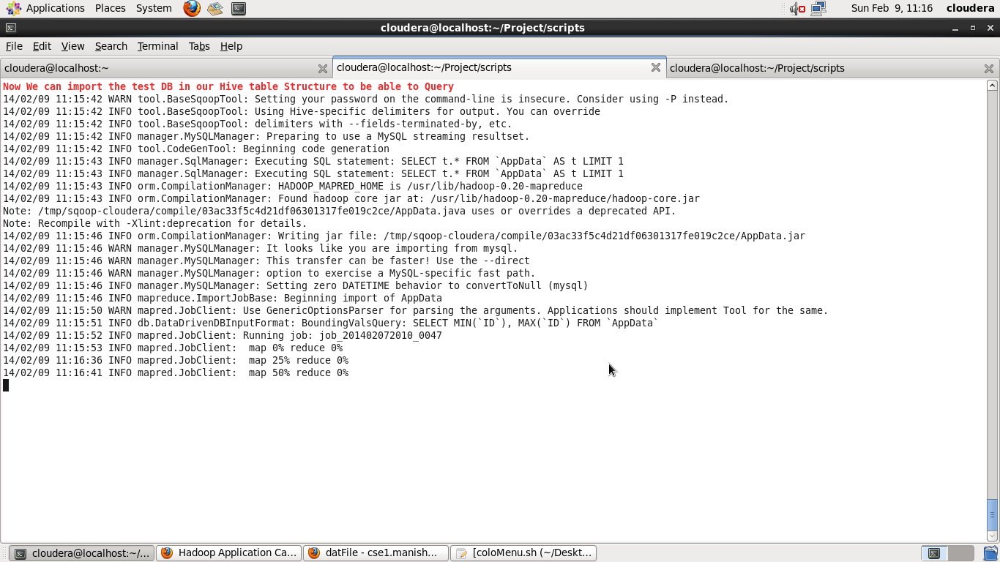 Applications Places System Sun Feb 9, 11:16 cloudera
cloudera@localhost:~/Project/scripts
File Edit View Search Terminal Tabs Help
cloudera@localhost:~ cloudera@localhost:~/Project/scripts cloudera@localhost:~/Project/scripts
Now We can import the test DB in our Hive table Structure to be able to Query
14/02/09 11:15:42 WARN tool.BaseSqoopTool: Setting your password on the command-line is insecure. Consider using -P instead.
14/02/09 11:15:42 INFO tool.BaseSqoopTool: Using Hive-specific delimiters for output. You can override
14/02/09 11:15:42 INFO tool.BaseSqoopTool: delimiters with --fields-terminated-by, etc.
14/02/09 11:15:42 INFO manager.MySQLManager: Preparing to use a MySQL streaming resultset.
14/02/09 11:15:42 INFO tool.CodeGenTool: Beginning code generation
14/02/09 11:15:43 INFO manager.SqlManager: Executing SQL statement: SELECT t.* FROM `AppData` AS t LIMIT 1
14/02/09 11:15:43 INFO manager.SqlManager: Executing SQL statement: SELECT t.* FROM `AppData` AS t LIMIT 1
14/02/09 11:15:43 INFO orm.CompilationManager: HADOOP_MAPRED_HOME is /usr/lib/hadoop-0.20-mapreduce
14/02/09 11:15:43 INFO orm.CompilationManager: Found hadoop core jar at: /usr/lib/hadoop-0.20-mapreduce/hadoop-core.jar
Note: /tmp/sqoop-cloudera/compile/03ac33f5c4d21df06301317fe019c2ce/AppData.java uses or overrides a deprecated API.
Note: Recompile with -Xlint:deprecation for details.
14/02/09 11:15:46 INFO orm.CompilationManager: Writing jar file: /tmp/sqoop-cloudera/compile/03ac33f5c4d21df06301317fe019c2ce/AppData.jar
14/02/09 11:15:46 WARN manager.MySQLManager: It looks like you are importing from mysql.
14/02/09 11:15:46 WARN manager.MySQLManager: This transfer can be faster! Use the --direct
14/02/09 11:15:46 WARN manager.MySQLManager: option to exercise a MySQL-specific fast path.
14/02/09 11:15:46 INFO manager.MySQLManager: Setting zero DATETIME behavior to convertToNull (mysql)
14/02/09 11:15:46 INFO mapreduce.ImportJobBase: Beginning import of AppData
14/02/09 11:15:50 WARN mapred.JobClient: Use GenericOptionsParser for parsing the arguments. Applications should implement Tool for the same.
14/02/09 11:15:51 INFO db.DataDrivenDBInputFormat: BoundingValsQuery: SELECT MIN(`ID`), MAX(`ID`) FROM `AppData`
14/02/09 11:15:52 INFO mapred.JobClient: Running job: job_201402072010_0047
14/02/09 11:15:53 INFO mapred.JobClient:  map 0% reduce 0%
14/02/09 11:16:36 INFO mapred.JobClient:  map 25% reduce 0%
14/02/09 11:16:41 INFO mapred.JobClient:  map 50% reduce 0%
cloudera@localhost:~/... Hadoop Application Ca... datFile - cse1.manish... [coloMenu.sh (~/Deskt...